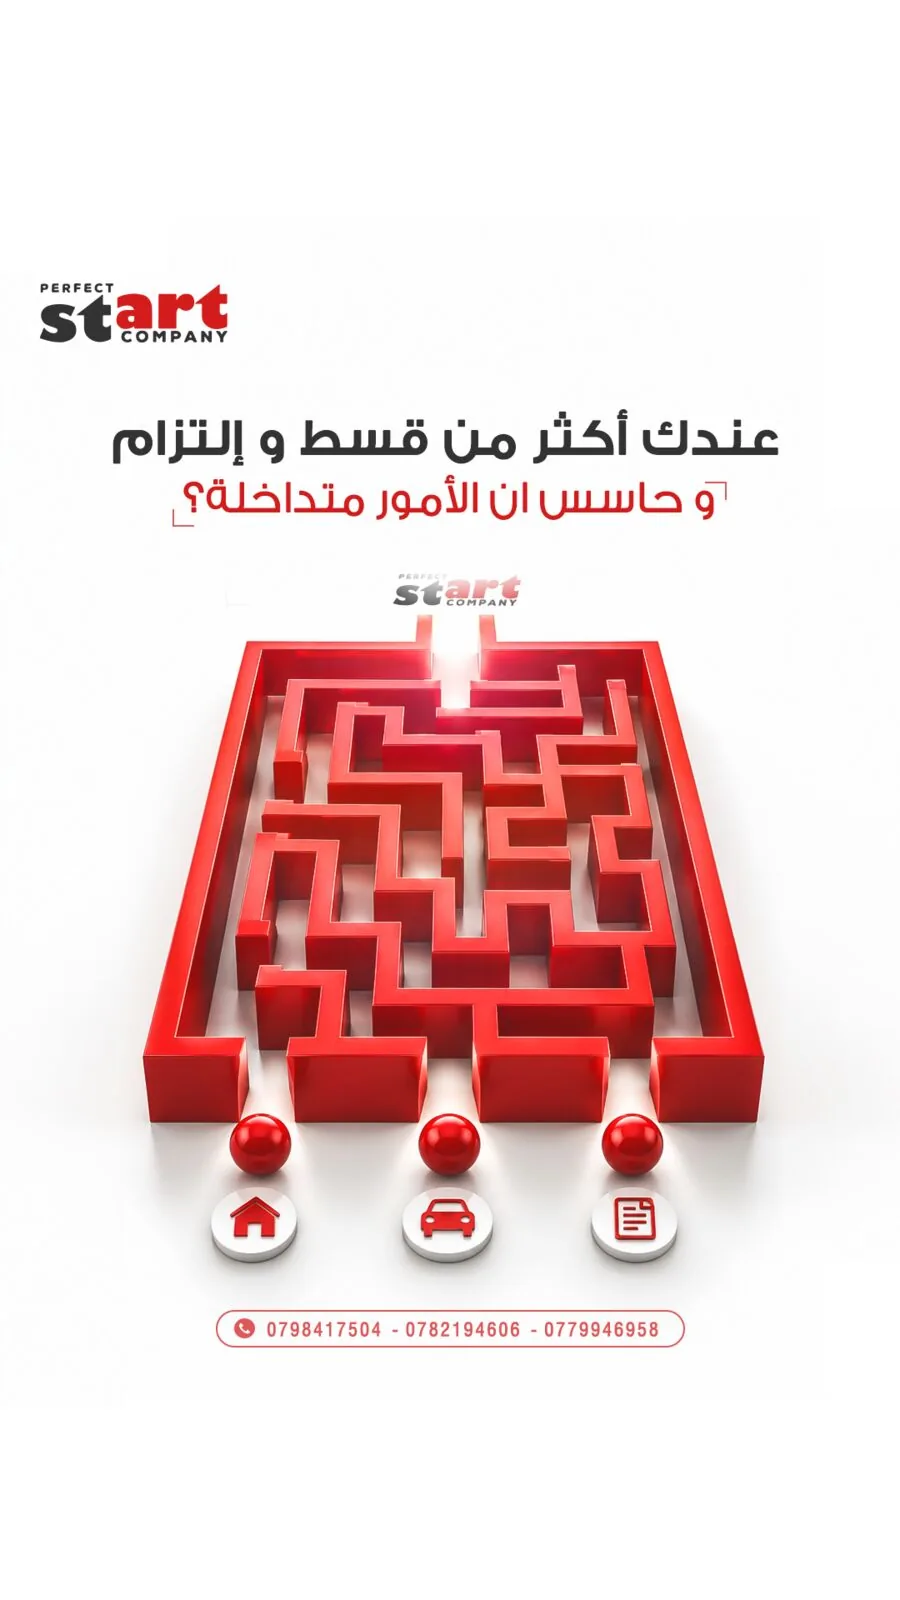 PERFECT
start
COMPANY
عندك أكثر من قسط و إلتزام
و حاسس ان الأمور متداخلة؟
PERFECT
start
COMPANY
0798417504 - 0782194606 - 0779946958